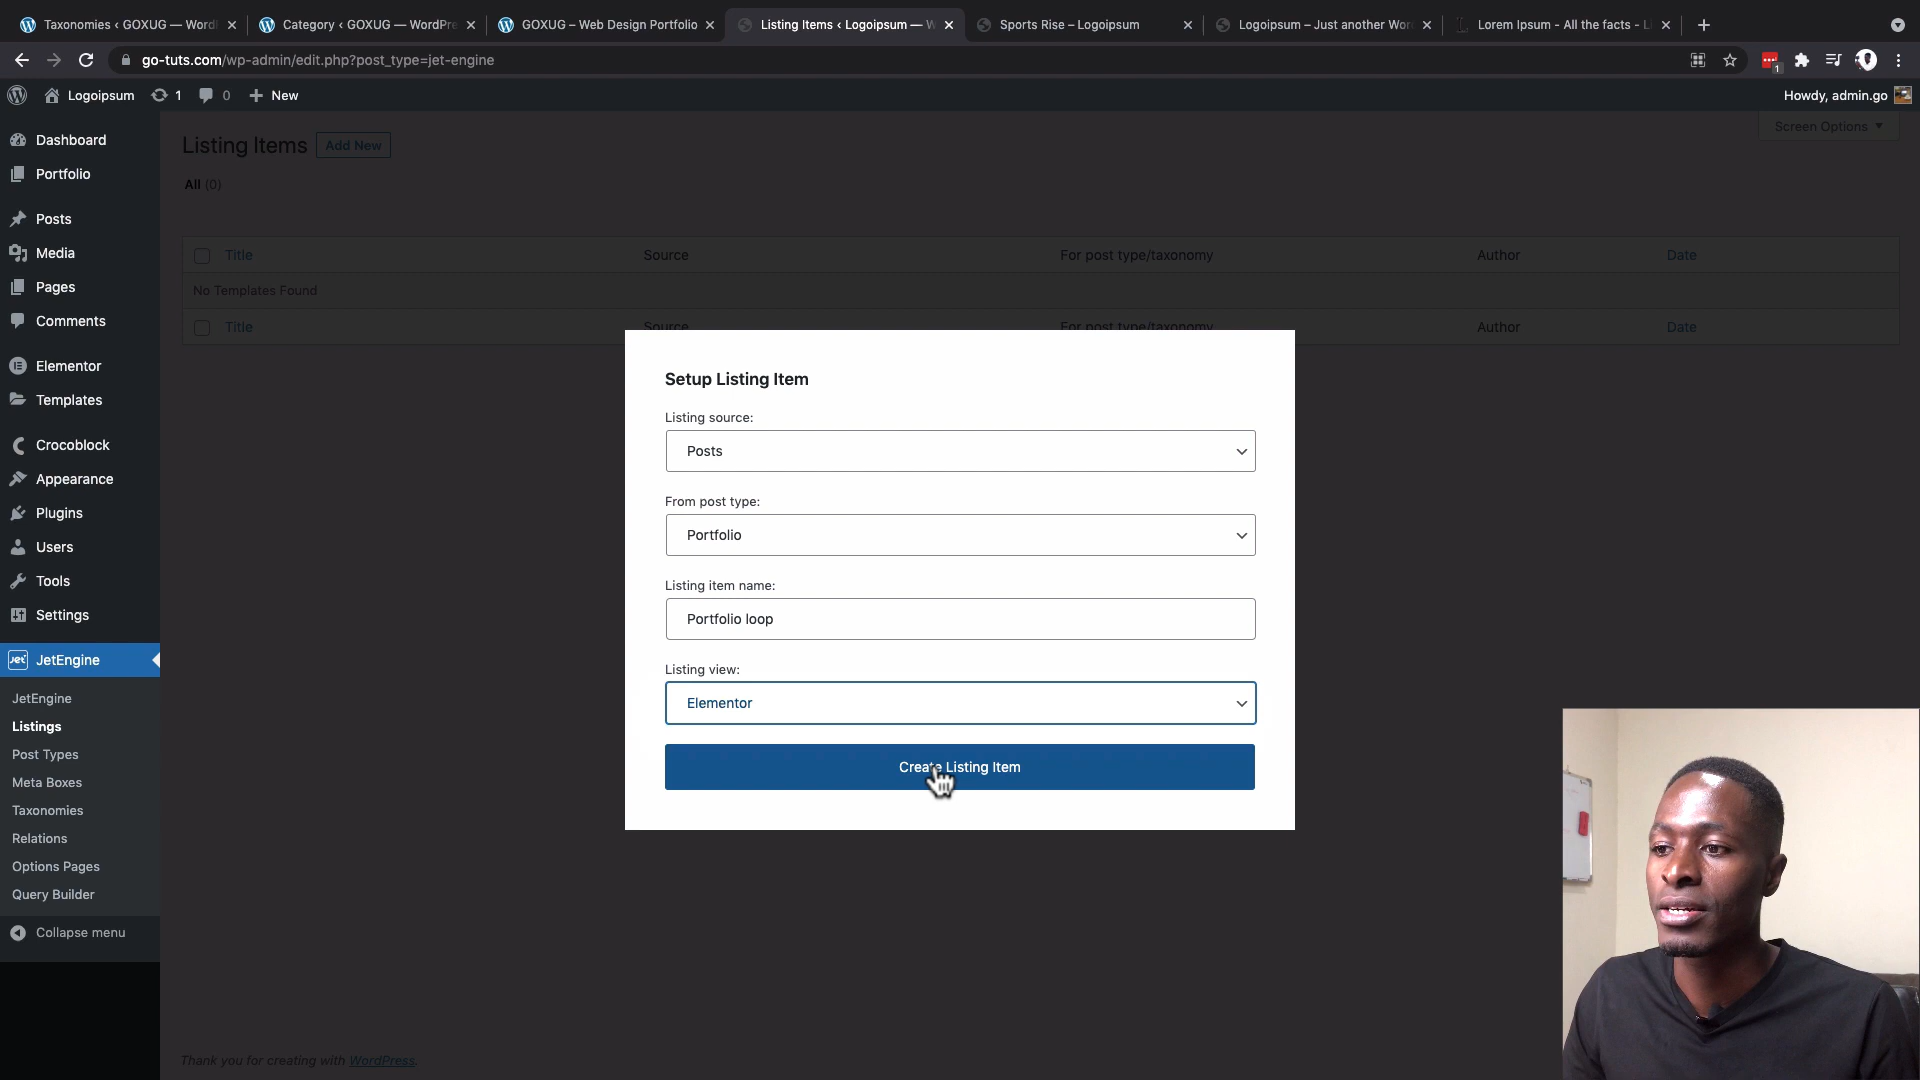 Taxonomies ‹ GOXUG — Word
Category ‹ GOXUG — WordPre
GOXUG – Web Design Portfolio
Listing Items ‹ Logoipsum — W
Sports Rise – Logoipsum
Logoipsum – Just another Wor
Lorem Ipsum - All the facts - L
go-tuts.com/wp-admin/edit.php?post_type=jet-engine
1
Logoipsum
1
0
New
Howdy, admin.go
Dashboard
Portfolio
Posts
Media
Pages
Comments
Elementor
Templates
Crocoblock
Appearance
Plugins
Users
Tools
Settings
Jet JetEngine
JetEngine
Listings
Post Types
Meta Boxes
Taxonomies
Relations
Options Pages
Query Builder
Collapse menu
Listing Items
Add New
Screen Options
All (0)
Title Source For post type/taxonomy Author Date
No Templates Found
Title Source For post type/taxonomy Author Date
Setup Listing Item
Listing source:
Posts
From post type:
Portfolio
Listing item name:
Portfolio loop
Listing view:
Elementor
Create Listing Item
Thank you for creating with WordPress.